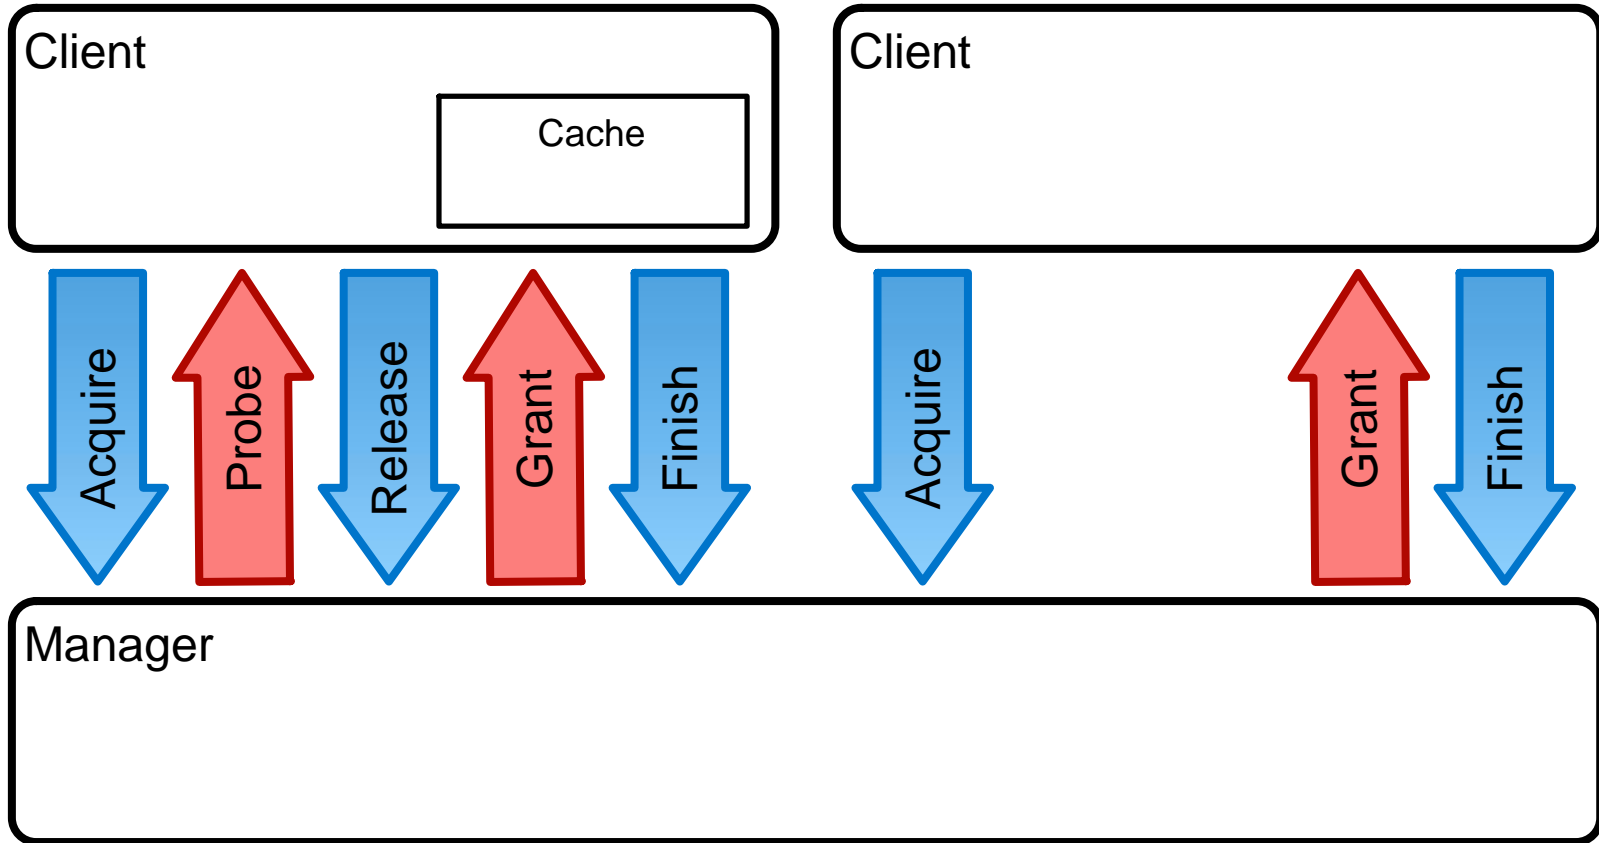 Client
Cache
Client
Acquire
Probe
Release
Grant
Finish
Acquire
Grant
Finish
Manager